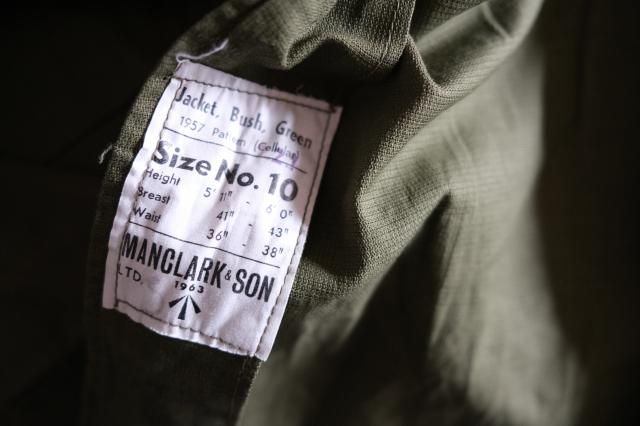 Jacket, Bush, Green
1957 Pattern (Cellular)
Size No. 10
Height 5' 11" - 6' 0"
Breast 41" - 43"
Waist 36" - 38"
MANCLARK & SON
LTD.
1963